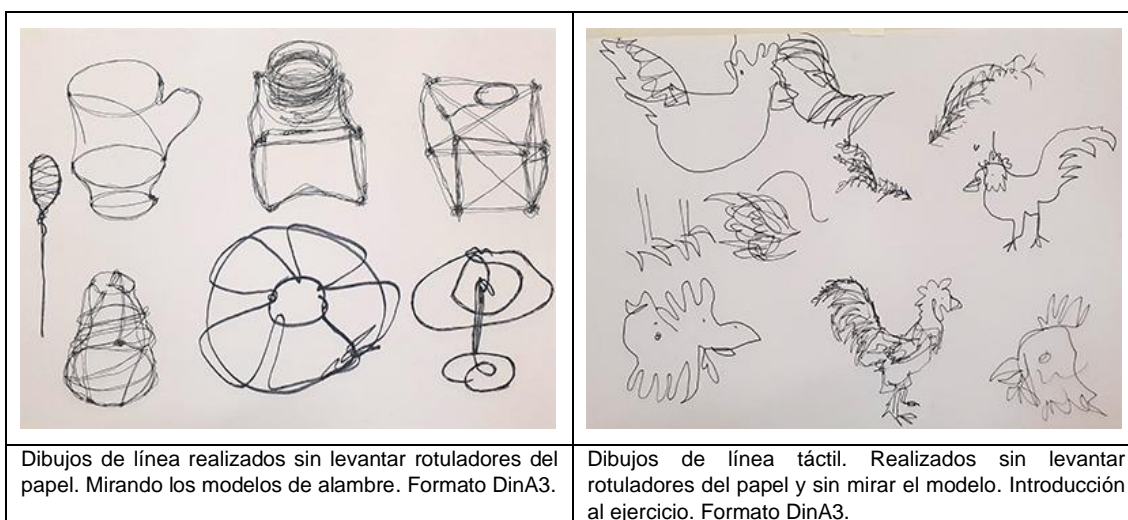 Dibujos de línea realizados sin levantar rotuladores del
papel. Mirando los modelos de alambre. Formato DinA3.
Dibujos de línea táctil. Realizados sin levantar
rotuladores del papel y sin mirar el modelo. Introducción
al ejercicio. Formato DinA3.